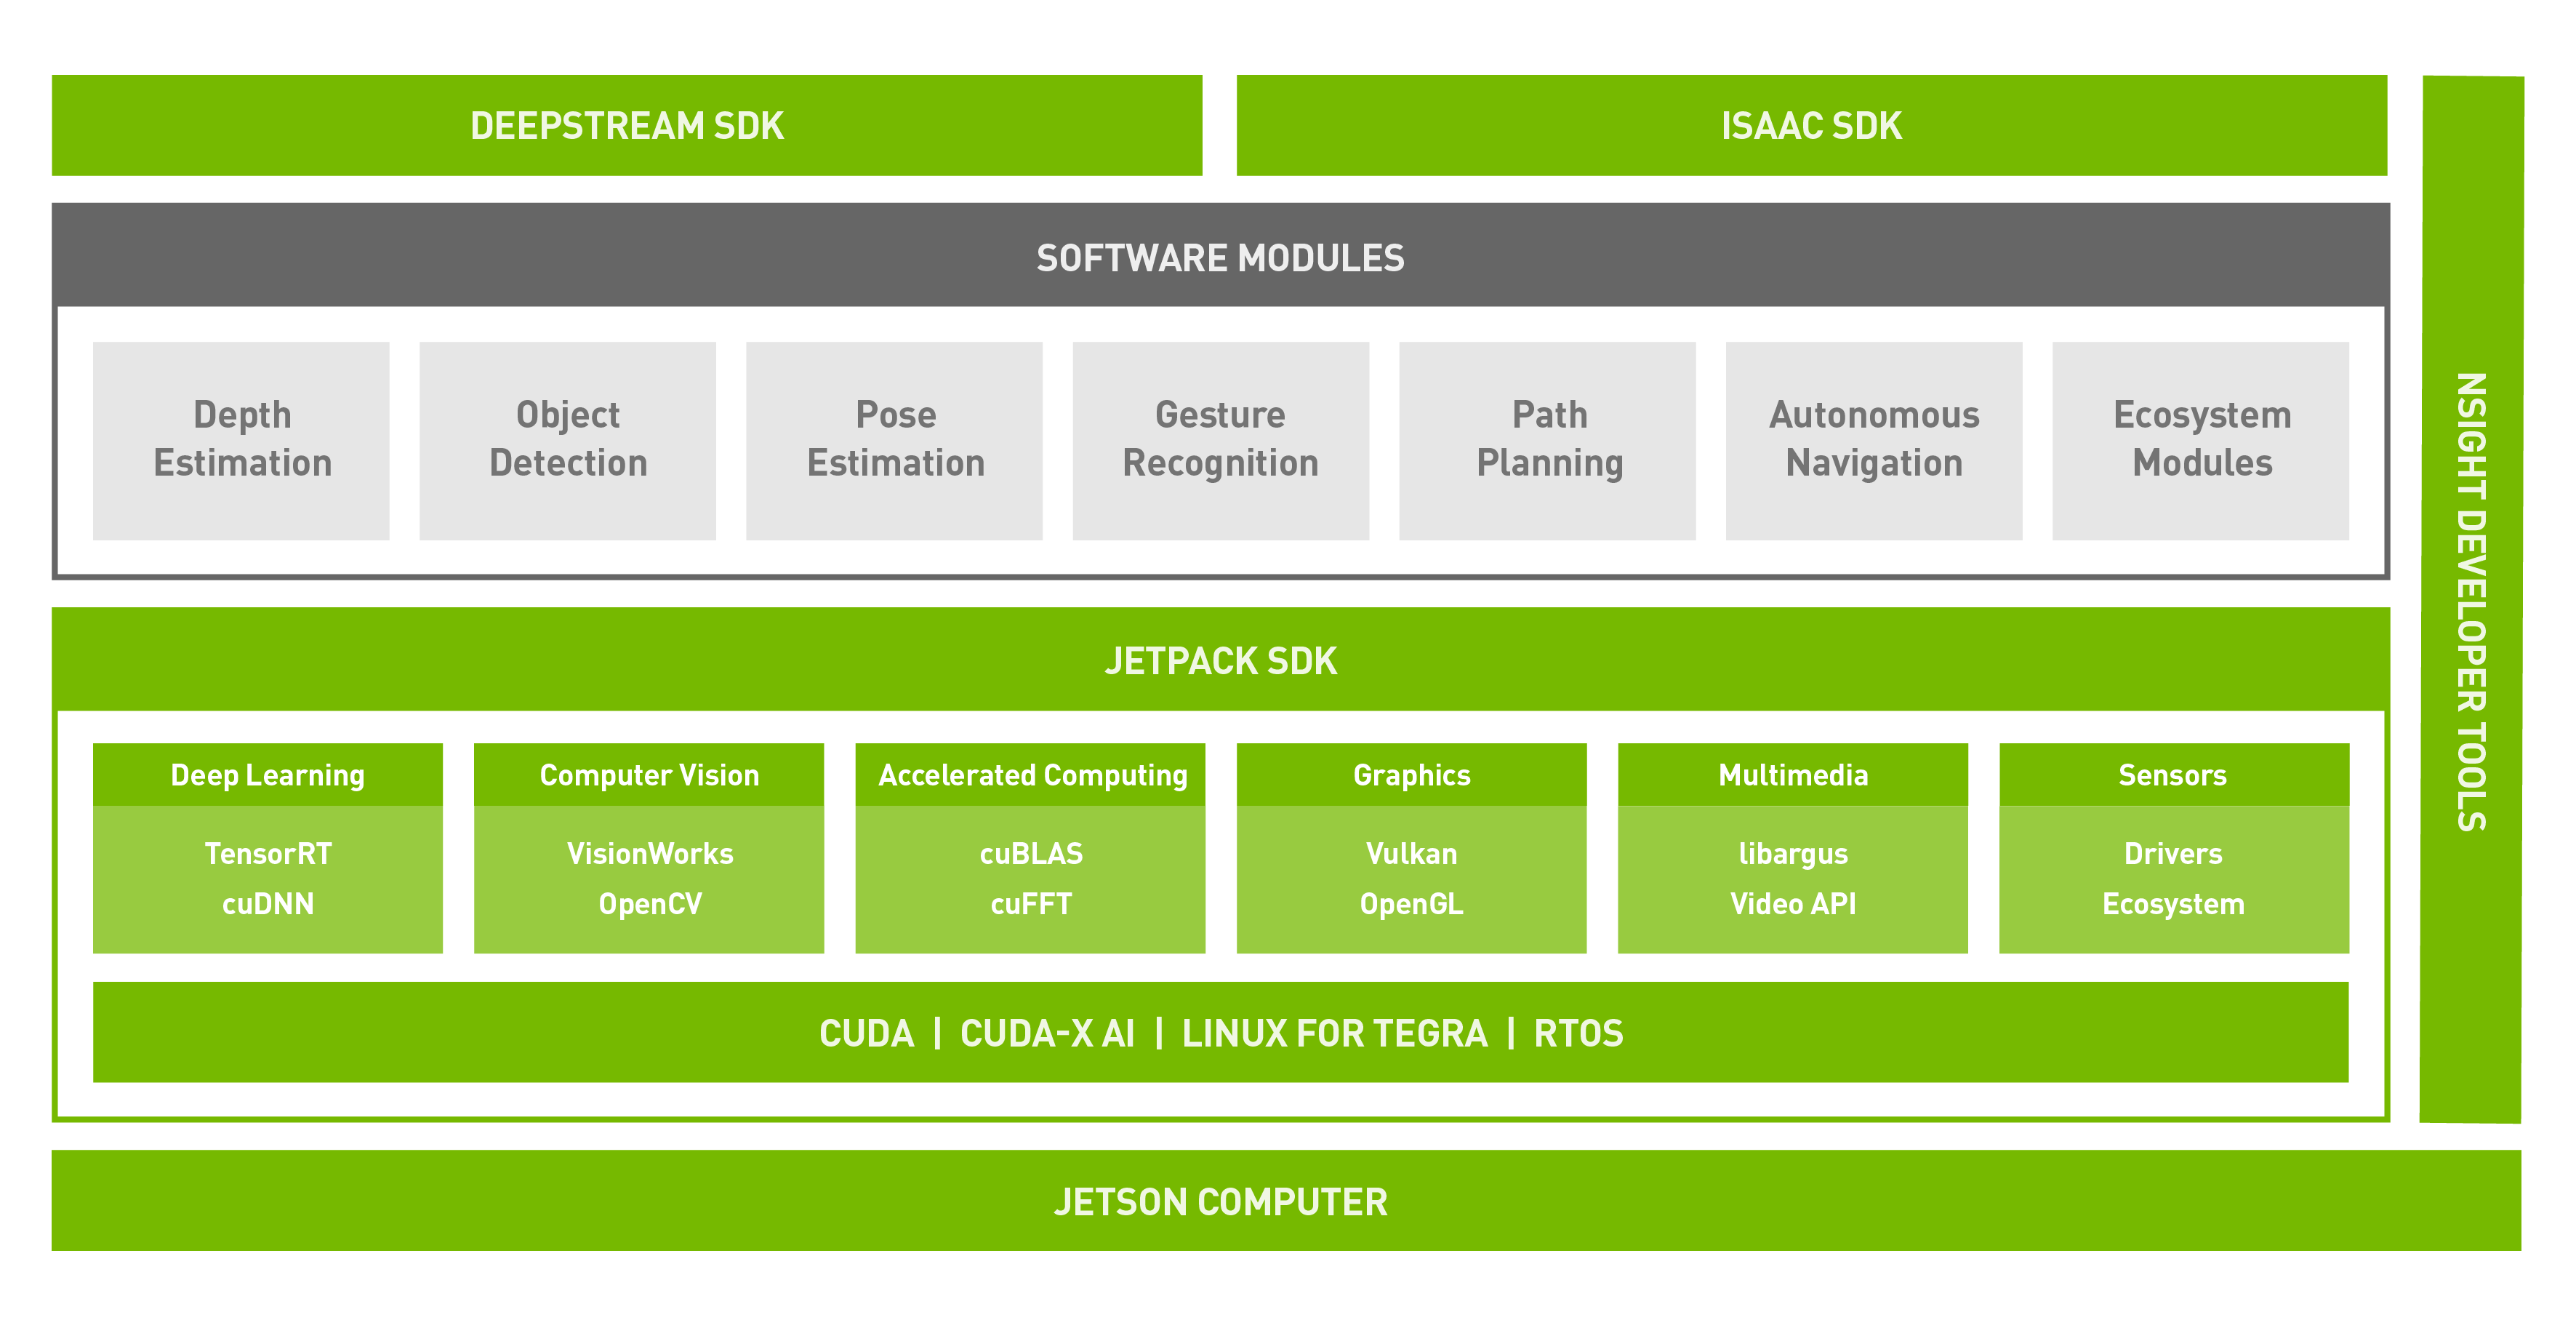 DEEPSTREAM SDK
ISAAC SDK
SOFTWARE MODULES
Depth
Estimation
Object
Detection
Pose
Estimation
Gesture
Recognition
Path
Planning
Autonomous
Navigation
Ecosystem
Modules
JETPACK SDK
Deep Learning
TensorRT
cuDNN
Computer Vision
VisionWorks
OpenCV
Accelerated Computing
cuBLAS
cuFFT
Graphics
Vulkan
OpenGL
Multimedia
libargus
Video API
Sensors
Drivers
Ecosystem
CUDA | CUDA-X AI | LINUX FOR TEGRA | RTOS
NSIGHT DEVELOPER TOOLS
JETSON COMPUTER